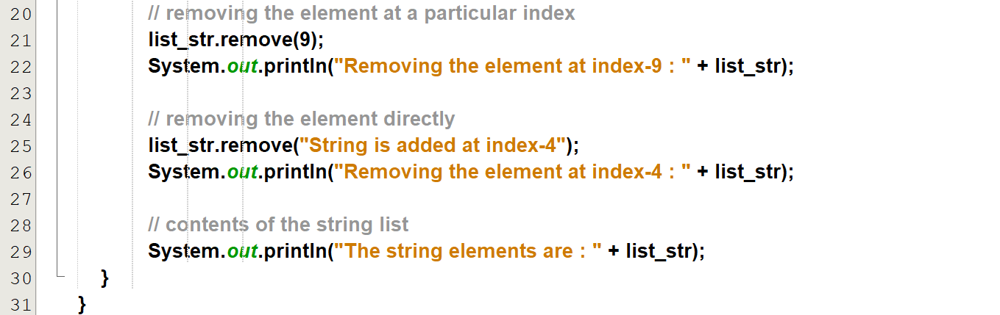 20 // removing the element at a particular index
21 list_str.remove(9);
22 System.out.println("Removing the element at index-9 : " + list_str);
23
24 // removing the element directly
25 list_str.remove("String is added at index-4");
26 System.out.println("Removing the element at index-4 : " + list_str);
27
28 // contents of the string list
29 System.out.println("The string elements are : " + list_str);
30 }
31 }